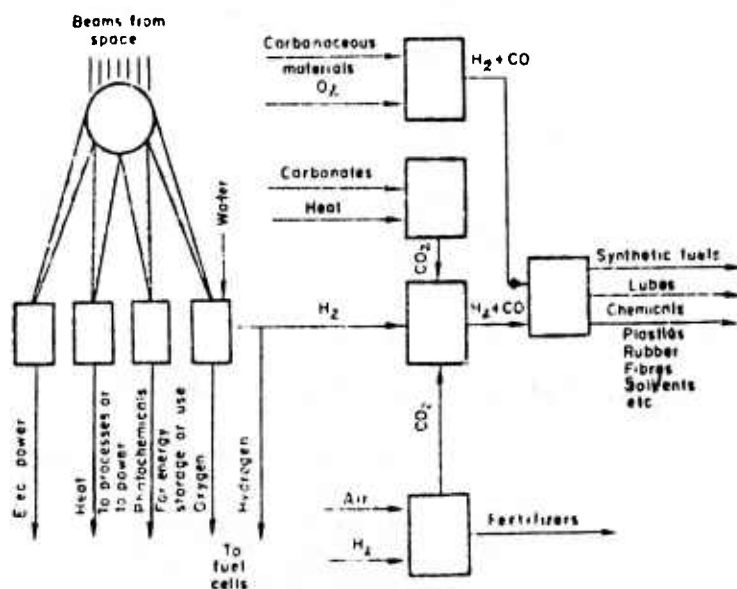 Beams from
space
Carbanaceous
materials
O2
H2+CO
Carbonates
Heat
CO2
Water
H2
H2+CO
Synthetic fuels
Lubes
Chemicals
Plastics
Rubber
Fibres
Solvents
etc
CO2
Elec power
Heat
To processes or
to power
Photochemicals
For energy
storage or use
Oxygen
Hydrogen
To
fuel
cells
Air
H2
Fertilizers